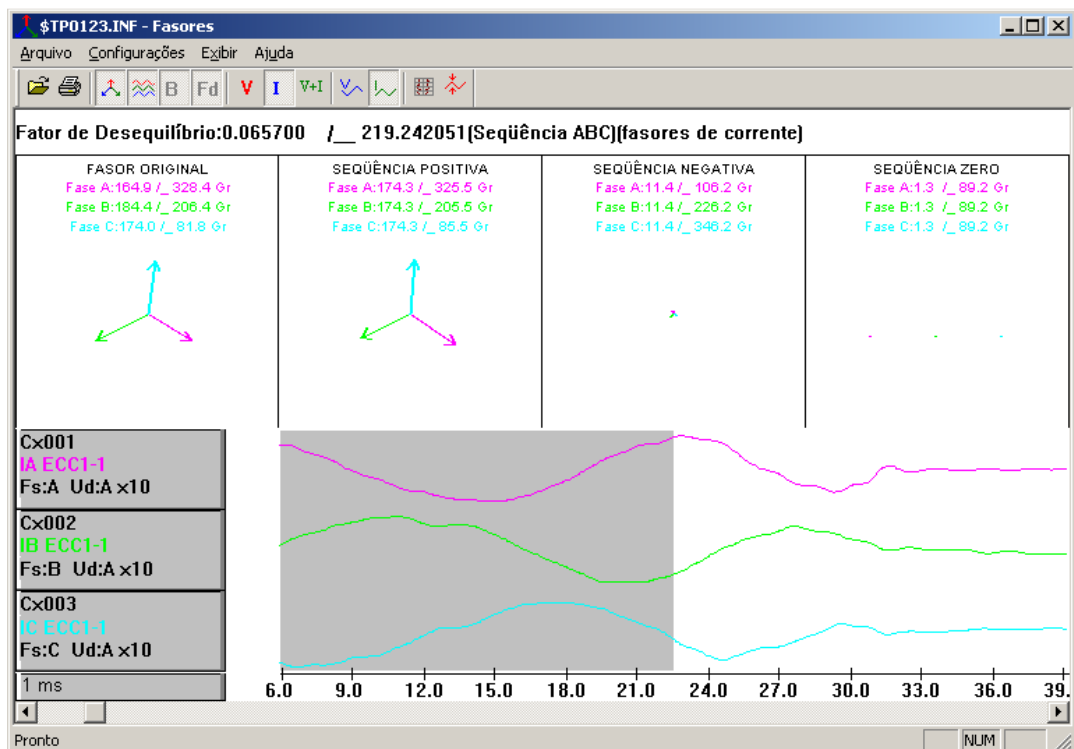 $TP0123.INF - Fasores
Arquivo Configurações Exibir Ajuda
B Fd V I V+I V
Fator de Desequilíbrio:0.065700 /__ 219.242051(Seqüência ABC)(fasores de corrente)
FASOR ORIGINAL
Fase A:164.9 /_ 328.4 Gr
Fase B:184.4 /_ 206.4 Gr
Fase C:174.0 /_ 81.8 Gr
SEQÜÊNCIA POSITIVA
Fase A:174.3 /_ 325.5 Gr
Fase B:174.3 /_ 205.5 Gr
Fase C:174.3 /_ 85.5 Gr
SEQÜÊNCIA NEGATIVA
Fase A:11.4 /_ 106.2 Gr
Fase B:11.4 /_ 226.2 Gr
Fase C:11.4 /_ 346.2 Gr
SEQÜÊNCIA ZERO
Fase A:1.3 /_ 89.2 Gr
Fase B:1.3 /_ 89.2 Gr
Fase C:1.3 /_ 89.2 Gr
Cx001
IA ECC1-1
Fs:A Ud:A x10
Cx002
IB ECC1-1
Fs:B Ud:A x10
Cx003
IC ECC1-1
Fs:C Ud:A x10
1 ms
6.0 9.0 12.0 15.0 18.0 21.0 24.0 27.0 30.0 33.0 36.0 39.
Pronto
NUM